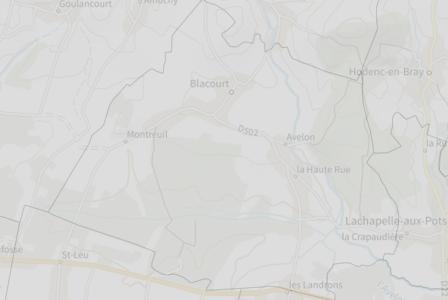 Goulancourt
Hodenc-en-Bray
Blacourt
D502
Montreuil
Avelon
la Haute Rue
Lachapelle-aux-Pots
la Crapaudière
St-Leu
les Landrons